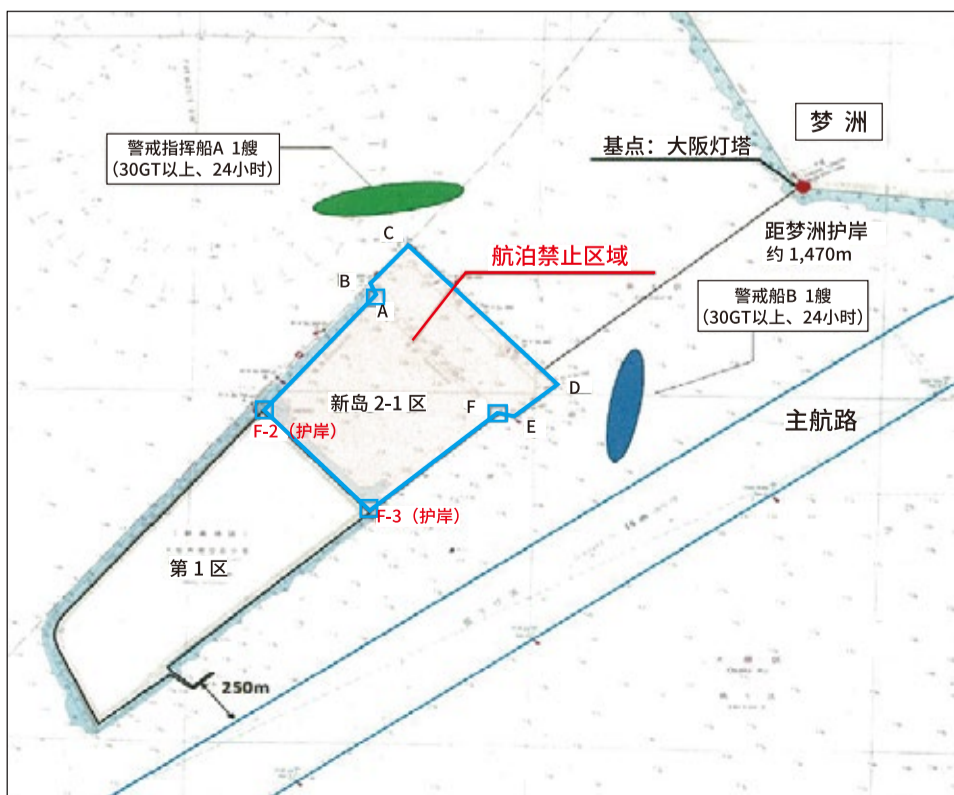 梦 洲
基点：大阪灯塔
警戒指挥船A 1艘
（30GT以上、24小时）
距梦洲护岸
约 1,470m
C
航泊禁止区域
B
A
警戒船B 1艘
（30GT以上、24小时）
D
新岛 2-1 区
F
E
主航路
F-2（护岸）
F-3（护岸）
第 1 区
250m